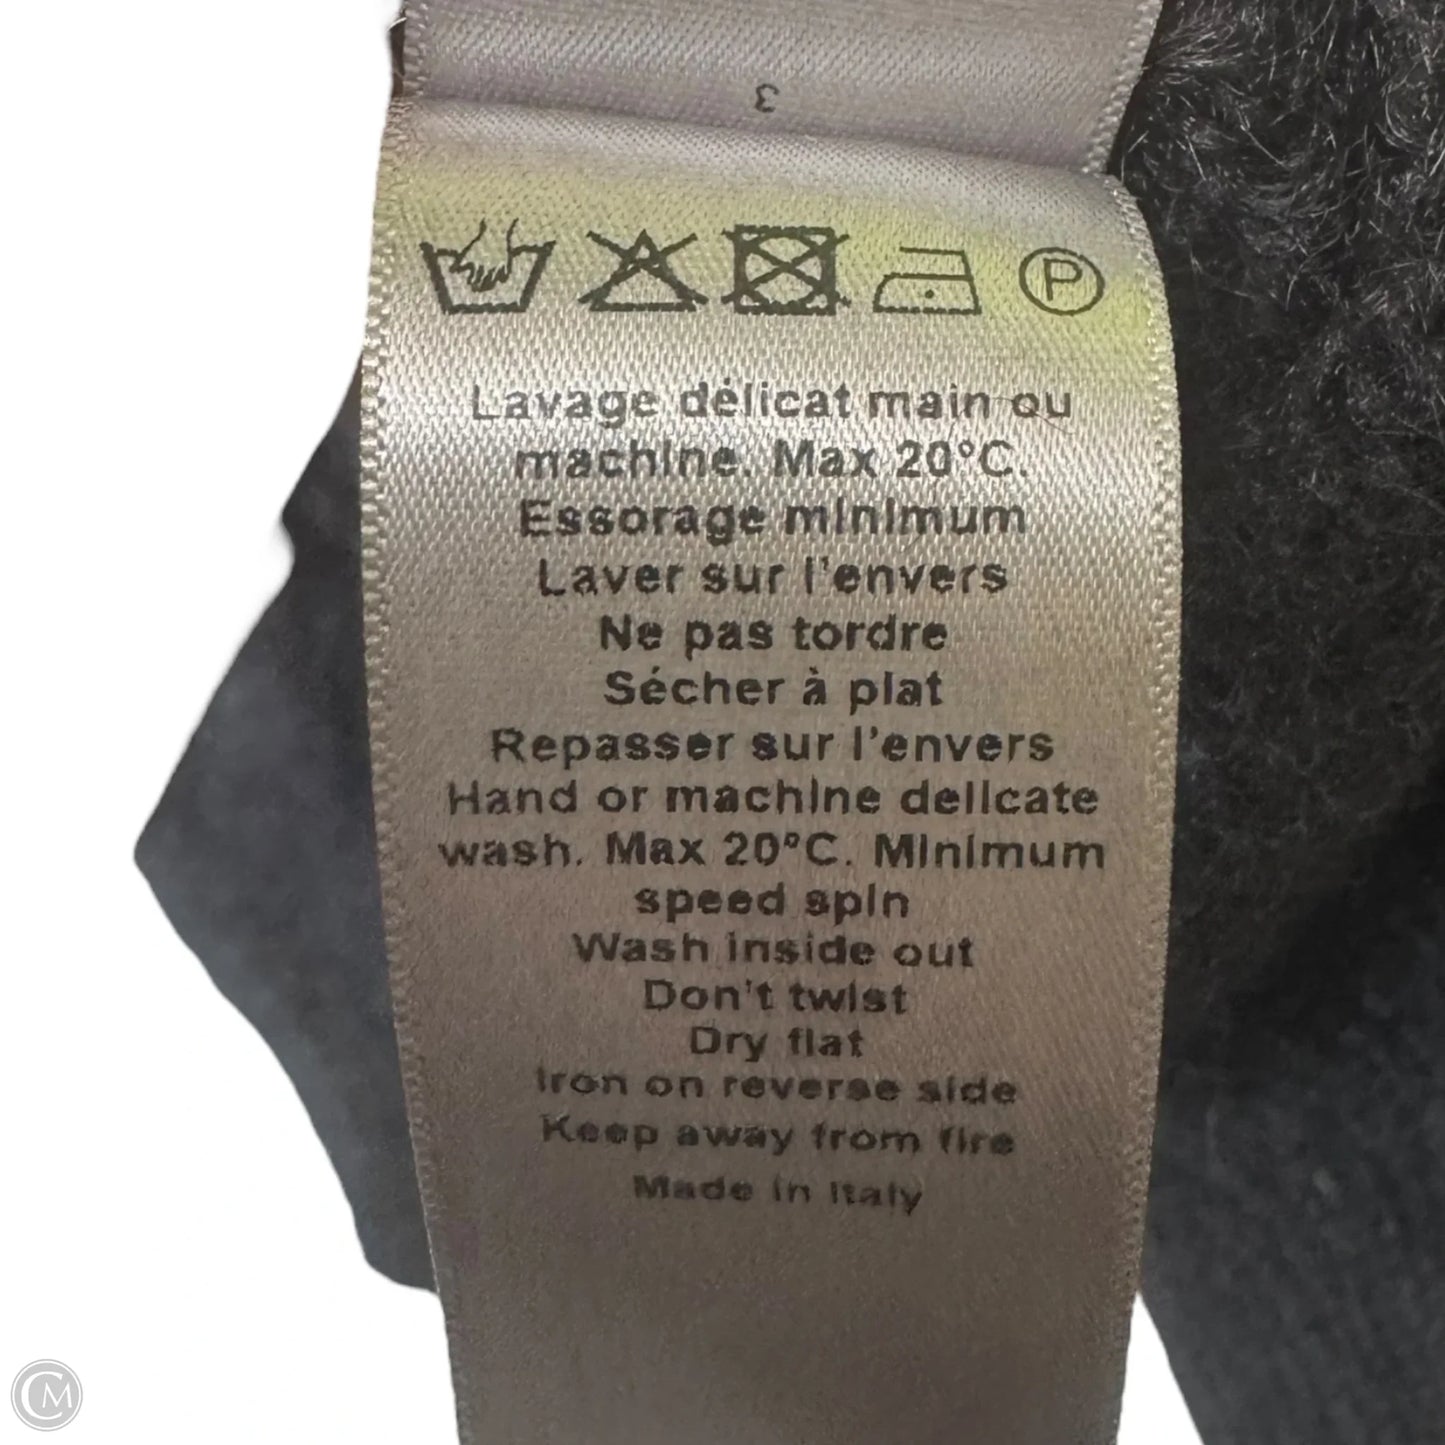 3
P
Lavage délicat main ou
machine. Max 20°C.
Essorage minimum
Laver sur l'envers
Ne pas tordre
Sécher à plat
Repasser sur l'envers
Hand or machine delicate
wash. Max 20°C. Minimum
speed spin
Wash inside out
Don't twist
Dry flat
Iron on reverse side
Keep away from fire
Made in Italy
CM